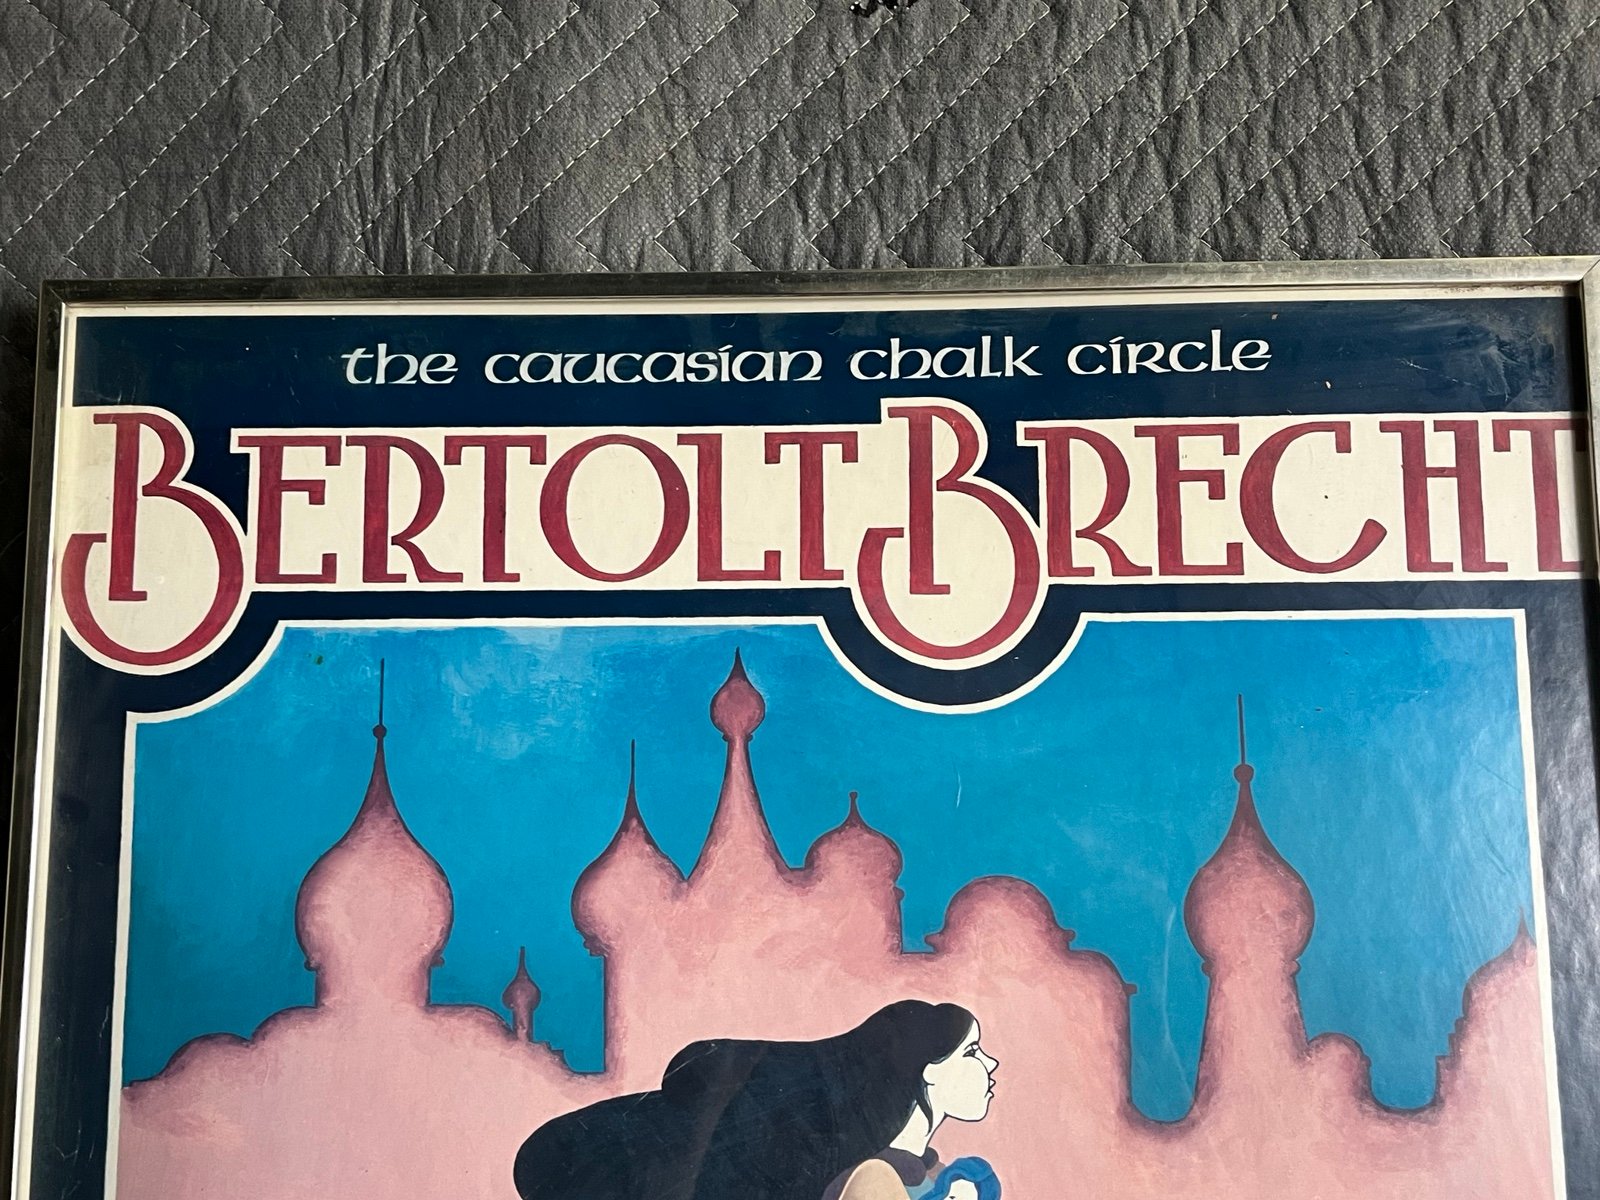 the caucasian chalk circle
BERTOLT BRECHT